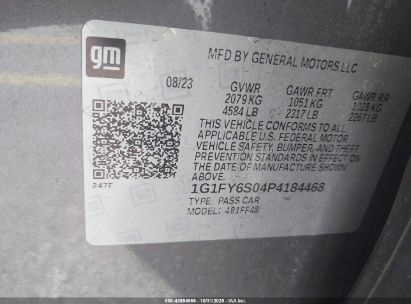 gm
MFD BY GENERAL MOTORS LLC
08/23 GVWR GAWR FRT GAWR RR
2079 KG 1051 KG 1028 KG
4584 LB 2317 LB 2267 LB
THIS VEHICLE CONFORMS TO ALL
APPLICABLE U.S. FEDERAL MOTOR
VEHICLE SAFETY, BUMPER, AND THEFT
PREVENTION STANDARDS IN EFFECT ON
THE DATE OF MANUFACTURE SHOWN
ABOVE.
247F
1G1FY6S04P4184468
TYPE: PASS CAR
MODEL: 481FF48